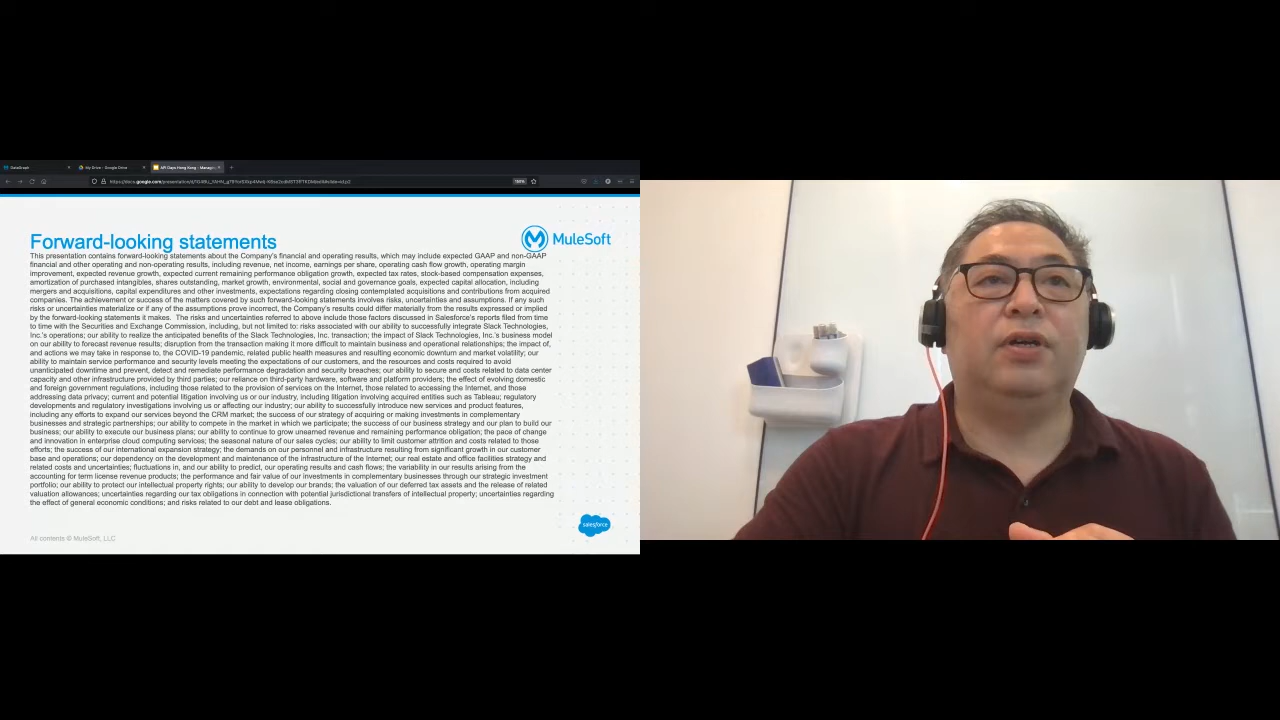 DataGraph
My Drive - Google Drive
API Days Hong Kong - Manag
Forward-looking statements
MuleSoft
This presentation contains forward-looking statements about the Company's financial and operating results, which may include expected GAAP and non-GAAP
financial and other operating and non-operating results, including revenue, net income, earnings per share, operating cash flow growth, operating margin
improvement, expected revenue growth, expected current remaining performance obligation growth, expected tax rates, stock-based compensation expenses,
amortization of purchased intangibles, shares outstanding, market growth, environmental, social and governance goals, expected capital allocation, including
mergers and acquisitions, capital expenditures and other investments, expectations regarding closing contemplated acquisitions and contributions from acquired
companies. The achievement or success of the matters covered by such forward-looking statements involves risks, uncertainties and assumptions. If any such
risks or uncertainties materialize or if any of the assumptions prove incorrect, the Company's results could differ materially from the results expressed or implied
by the forward-looking statements it makes. The risks and uncertainties referred to above include those factors discussed in Salesforce's reports filed from time
to time with the Securities and Exchange Commission, including, but not limited to: risks associated with our ability to successfully integrate Slack Technologies,
Inc.'s operations; our ability to realize the anticipated benefits of the Slack Technologies, Inc. transaction; the impact of Slack Technologies, Inc.'s business model
on our ability to forecast revenue results; disruption from the transaction making it more difficult to maintain business and operational relationships; the impact of,
and actions we may take in response to, the COVID-19 pandemic, related public health measures and resulting economic downturn and market volatility; our
ability to maintain service performance and security levels meeting the expectations of our customers, and the resources and costs required to avoid
unanticipated downtime and prevent, detect and remediate performance degradation and security breaches; our ability to secure and costs related to data center
capacity and other infrastructure provided by third parties; our reliance on third-party hardware, software and platform providers; the effect of evolving domestic
and foreign government regulations, including those related to the provision of services on the Internet, those related to accessing the Internet, and those
addressing data privacy; current and potential litigation involving us or our industry, including litigation involving acquired entities such as Tableau; regulatory
developments and regulatory investigations involving us or affecting our industry; our ability to successfully introduce new services and product features,
including any efforts to expand our services beyond the CRM market; the success of our strategy of acquiring or making investments in complementary
businesses and strategic partnerships; our ability to compete in the market in which we participate; the success of our business strategy and our plan to build our
business; our ability to execute our business plans; our ability to continue to grow unearned revenue and remaining performance obligation; the pace of change
and innovation in enterprise cloud computing services; the seasonal nature of our sales cycles; our ability to limit customer attrition and costs related to those
efforts; the success of our international expansion strategy; the demands on our personnel and infrastructure resulting from significant growth in our customer
base and operations; our dependency on the development and maintenance of the infrastructure of the Internet; our real estate and office facilities strategy and
related costs and uncertainties; fluctuations in, and our ability to predict, our operating results and cash flows; the variability in our results arising from the
accounting for term license revenue products; the performance and fair value of our investments in complementary businesses through our strategic investment
portfolio; our ability to protect our intellectual property rights; our ability to develop our brands; the valuation of our deferred tax assets and the release of related
valuation allowances; uncertainties regarding our tax obligations in connection with potential jurisdictional transfers of intellectual property; uncertainties regarding
the effect of general economic conditions; and risks related to our debt and lease obligations.
salesforce
All contents © MuleSoft, LLC